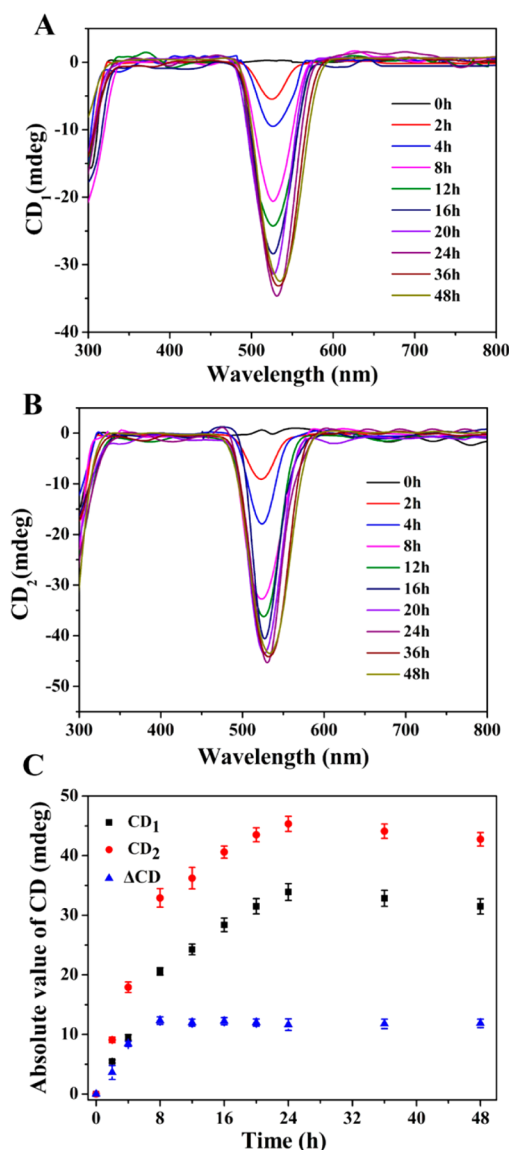 A
0
-10
-20
-30
-40
CD1(mdeg)
0h
2h
4h
8h
12h
16h
20h
24h
36h
48h
300 400 500 600 700 800
Wavelength (nm)
B
0
-10
-20
-30
-40
-50
CD2(mdeg)
0h
2h
4h
8h
12h
16h
20h
24h
36h
48h
300 400 500 600 700 800
Wavelength (nm)
C
50
40
30
20
10
0
Absolute value of CD (mdeg)
CD1
CD2
ΔCD
0 8 16 24 32 40 48
Time (h)